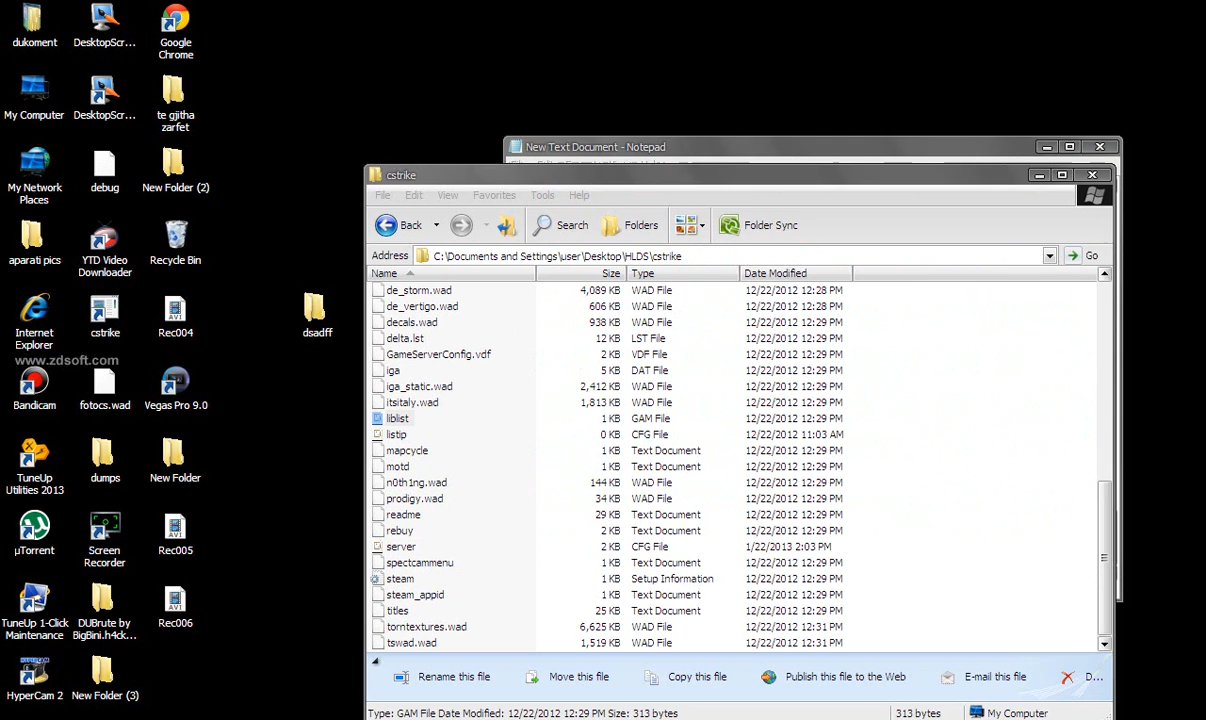 dukoment
DesktopScr...
Google Chrome
My Computer
DesktopScr...
te gjitha zarfet
My Network Places
debug
New Folder (2)
aparati pics
YTD Video Downloader
Recycle Bin
Internet Explorer
cstrike
Rec004
dsadff
www.zdsoft.com
Bandicam
fotocs.wad
Vegas Pro 9.0
TuneUp Utilities 2013
dumps
New Folder
µTorrent
Screen Recorder
Rec005
TuneUp 1-Click Maintenance
DUBrute by BigBini.h4ck...
Rec006
HyperCam 2
New Folder (3)
New Text Document - Notepad
cstrike
File Edit View Favorites Tools Help
Back Search Folders Folder Sync
Address C:\Documents and Settings\user\Desktop\HLDS\cstrike Go
Name Size Type Date Modified
de_storm.wad 4,089 KB WAD File 12/22/2012 12:28 PM
de_vertigo.wad 606 KB WAD File 12/22/2012 12:28 PM
decals.wad 938 KB WAD File 12/22/2012 12:29 PM
delta.lst 12 KB LST File 12/22/2012 12:29 PM
GameServerConfig.vdf 2 KB VDF File 12/22/2012 12:29 PM
iga 5 KB DAT File 12/22/2012 12:29 PM
iga_static.wad 2,412 KB WAD File 12/22/2012 12:29 PM
itsitaly.wad 1,813 KB WAD File 12/22/2012 12:29 PM
liblist 1 KB GAM File 12/22/2012 12:29 PM
listip 0 KB CFG File 12/22/2012 11:03 AM
mapcycle 1 KB Text Document 12/22/2012 12:29 PM
motd 1 KB Text Document 12/22/2012 12:29 PM
n0th1ng.wad 144 KB WAD File 12/22/2012 12:29 PM
prodigy.wad 34 KB WAD File 12/22/2012 12:29 PM
readme 29 KB Text Document 12/22/2012 12:29 PM
rebuy 2 KB Text Document 12/22/2012 12:29 PM
server 2 KB CFG File 1/22/2013 2:03 PM
spectcammenu 1 KB Text Document 12/22/2012 12:29 PM
steam 1 KB Setup Information 12/22/2012 12:29 PM
steam_appid 1 KB Text Document 12/22/2012 12:29 PM
titles 25 KB Text Document 12/22/2012 12:29 PM
torntextures.wad 6,625 KB WAD File 12/22/2012 12:31 PM
tswad.wad 1,519 KB WAD File 12/22/2012 12:31 PM
Rename this file Move this file Copy this file Publish this file to the Web E-mail this file D...
Type: GAM File Date Modified: 12/22/2012 12:29 PM Size: 313 bytes 313 bytes My Computer